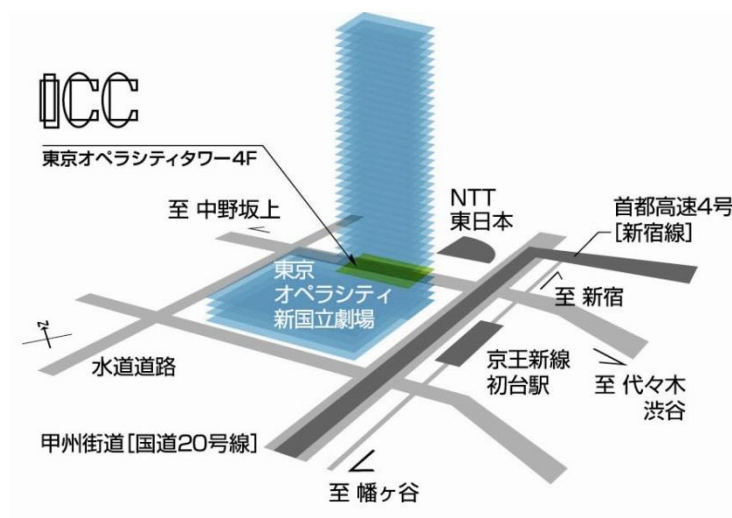 ICC
東京オペラシティタワー4F
至 中野坂上
NTT
東日本
首都高速4号
[新宿線]
東京
オペラシティ
新国立劇場
至 新宿
N
水道道路
京王新線
初台駅
至 代々木
渋谷
甲州街道[国道20号線]
至 幡ヶ谷